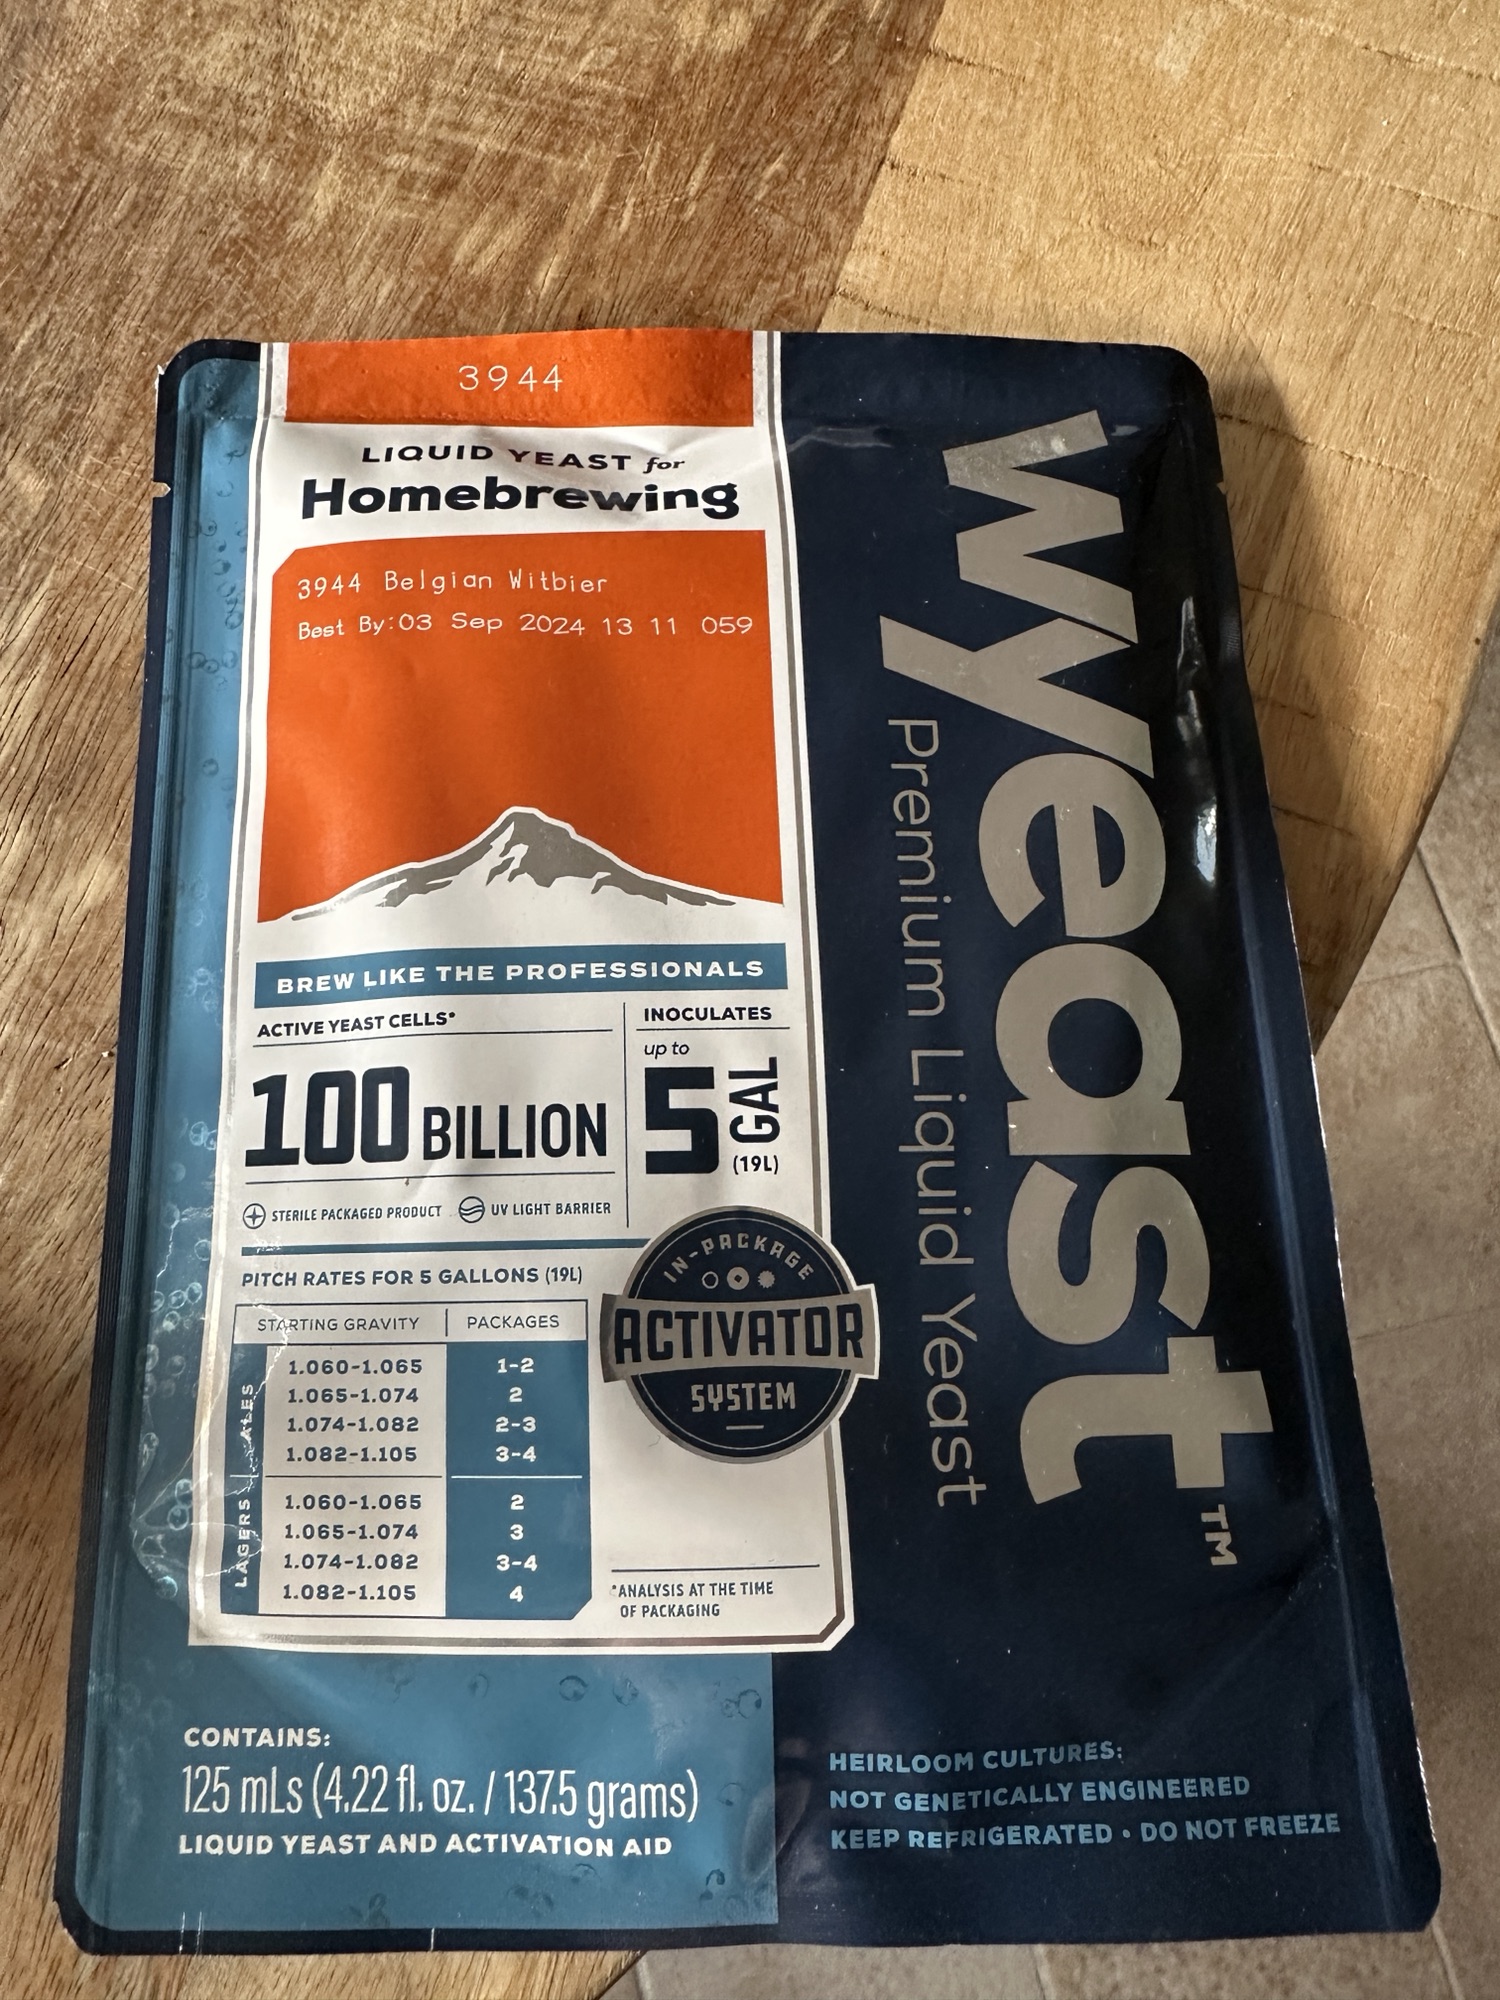 3944
LIQUID YEAST for
Homebrewing
3944 Belgian Witbier
Best By:03 Sep 2024 13 11 059
BREW LIKE THE PROFESSIONALS
ACTIVE YEAST CELLS*
100 BILLION
INOCULATES
up to
5 GAL
(19L)
STERILE PACKAGED PRODUCT
UV LIGHT BARRIER
PITCH RATES FOR 5 GALLONS (19L)
STARTING GRAVITY PACKAGES
ALES
1.060-1.065 1-2
1.065-1.074 2
1.074-1.082 2-3
1.082-1.105 3-4
LAGERS
1.060-1.065 2
1.065-1.074 3
1.074-1.082 3-4
1.082-1.105 4
IN-PACKAGE
ACTIVATOR
SYSTEM
*ANALYSIS AT THE TIME
OF PACKAGING
wyeast™
Premium Liquid Yeast
CONTAINS:
125 mLs (4.22 fl. oz. / 137.5 grams)
LIQUID YEAST AND ACTIVATION AID
HEIRLOOM CULTURES:
NOT GENETICALLY ENGINEERED
KEEP REFRIGERATED • DO NOT FREEZE